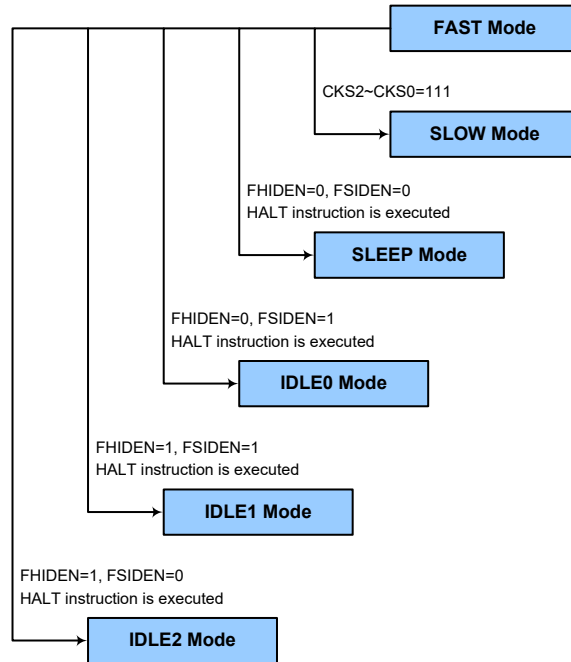 FAST Mode
CKS2~CKS0=111
SLOW Mode
FHIDEN=0, FSIDEN=0
HALT instruction is executed
SLEEP Mode
FHIDEN=0, FSIDEN=1
HALT instruction is executed
IDLE0 Mode
FHIDEN=1, FSIDEN=1
HALT instruction is executed
IDLE1 Mode
FHIDEN=1, FSIDEN=0
HALT instruction is executed
IDLE2 Mode